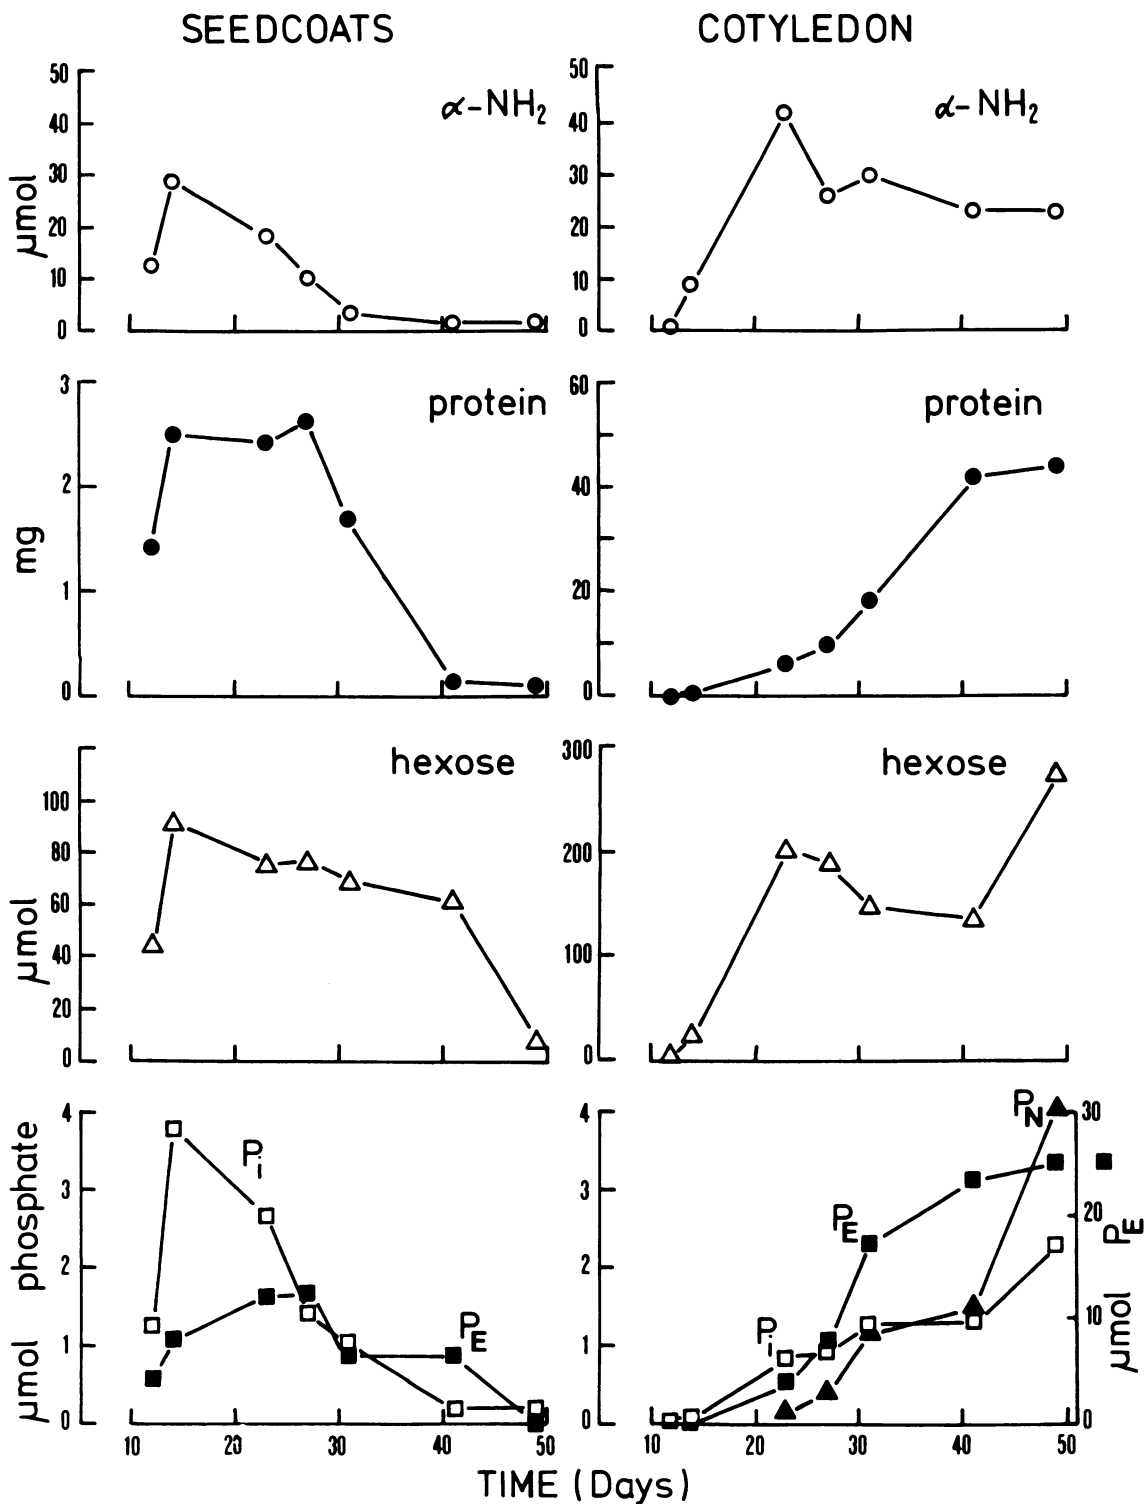 SEEDCOATS COTYLEDON
50
40
30
20
10
0
µmol
α-NH₂
50
40
30
20
10
0
α-NH₂
3
2
1
0
mg
protein
60
40
20
0
protein
100
80
60
40
20
0
µmol
hexose
300
200
100
0
hexose
4
3
2
1
0
µmol phosphate
Pi
PE
10 20 30 40 50
4
3
2
1
0
Pi
PE
PN
30
20
10
0
µmol PE
10 20 30 40 50
TIME (Days)